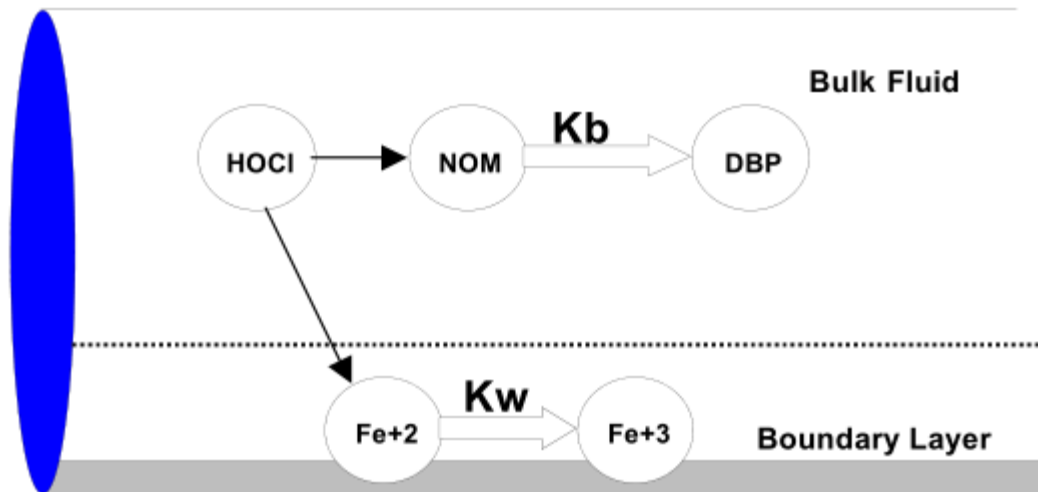 Bulk Fluid
Kb
HOCl
NOM
DBP
Kw
Fe+2
Fe+3
Boundary Layer